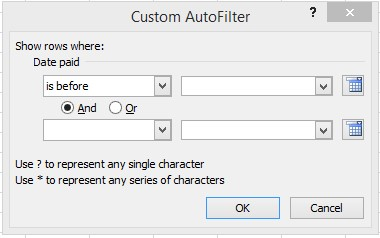 Custom AutoFilter ? ×
Show rows where:
Date paid
is before
And Or
Use ? to represent any single character
Use * to represent any series of characters
OK Cancel